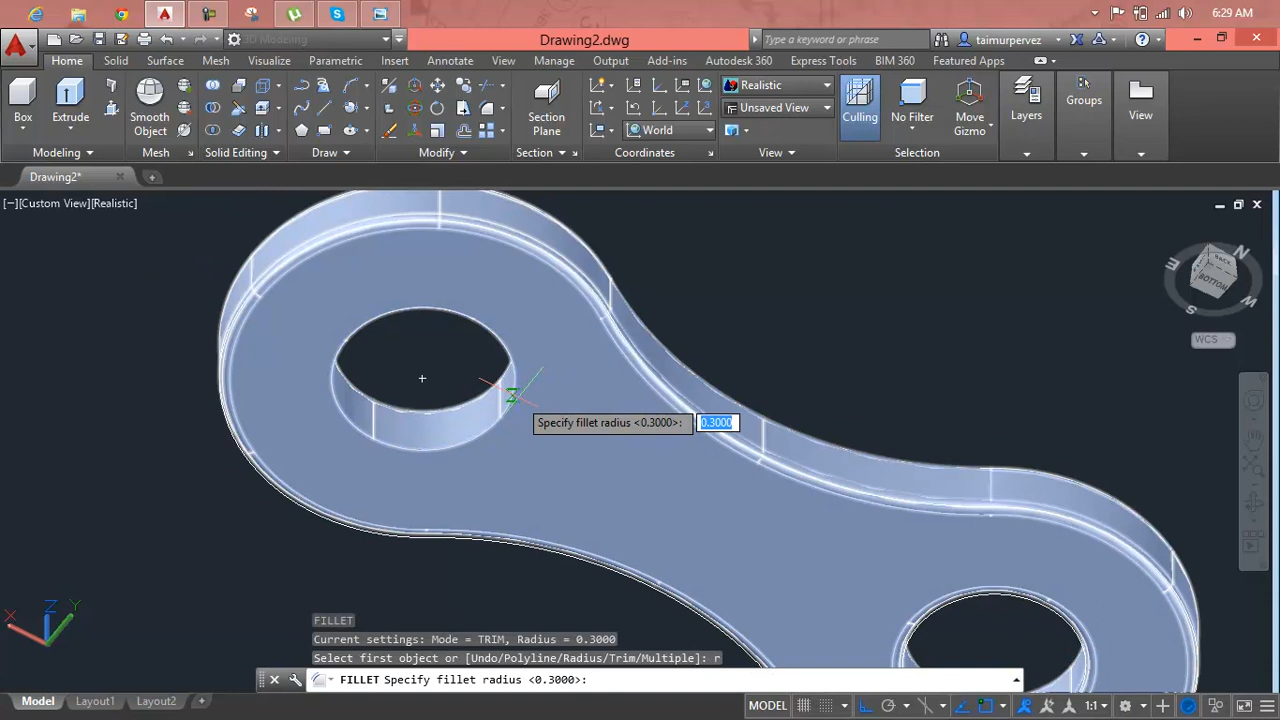 3D Modeling
Drawing2.dwg
Type a keyword or phrase
taimurpervez
6:29 AM
Home Solid Surface Mesh Visualize Parametric Insert Annotate View Manage Output Add-ins Autodesk 360 Express Tools BIM 360 Featured Apps
Box
Extrude
Smooth
Object
Section
Plane
Realistic
Unsaved View
World
Culling
No Filter
Move
Gizmo
Layers
Groups
View
Modeling Mesh Solid Editing Draw Modify Section Coordinates View Selection
Drawing2*
[−][Custom View][Realistic]
N
E
W
S
BACK
BOTTOM
WCS
Specify fillet radius <0.3000>: 0.3000
X
Z
Y
FILLET
Current settings: Mode = TRIM, Radius = 0.3000
Select first object or [Undo/Polyline/Radius/Trim/Multiple]: r
FILLET Specify fillet radius <0.3000>:
Model Layout1 Layout2
MODEL
1:1